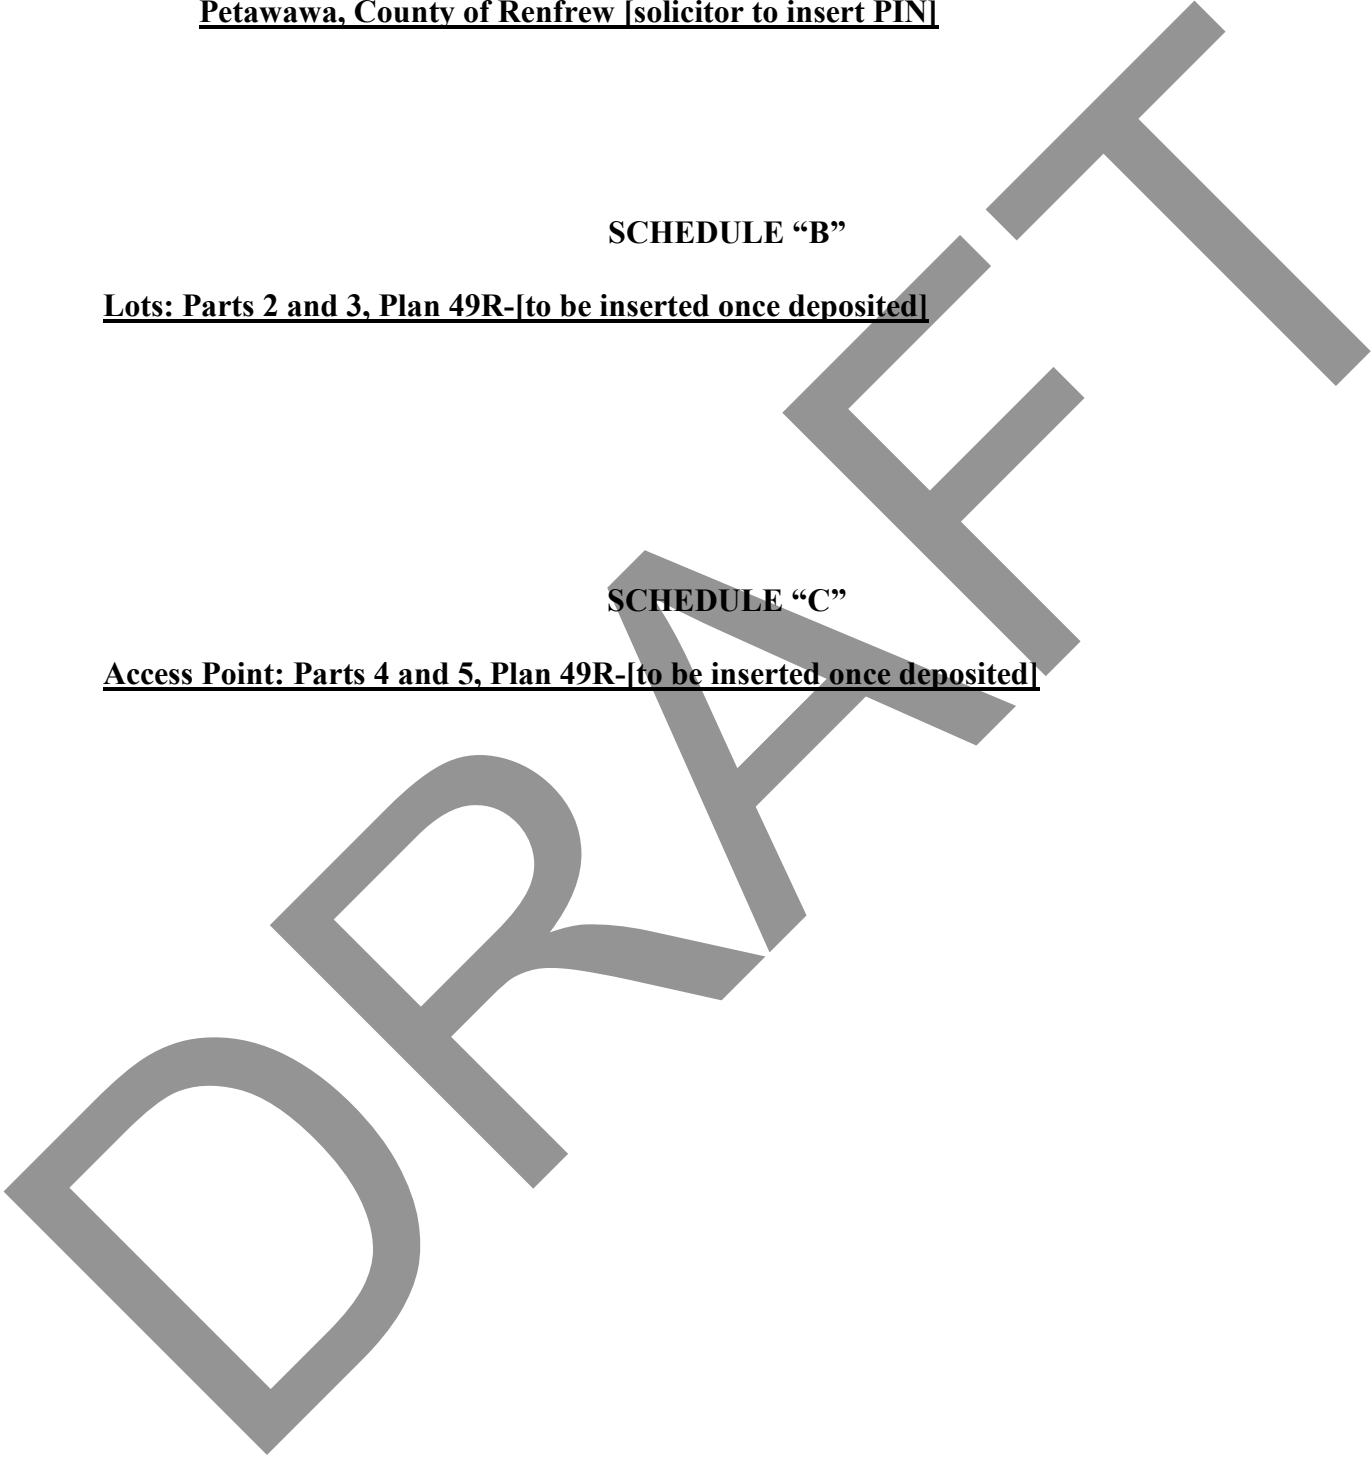 Petawawa, County of Renfrew [solicitor to insert PIN]
SCHEDULE “B”
Lots: Parts 2 and 3, Plan 49R-[to be inserted once deposited]
SCHEDULE “C”
Access Point: Parts 4 and 5, Plan 49R-[to be inserted once deposited]
DRAFT